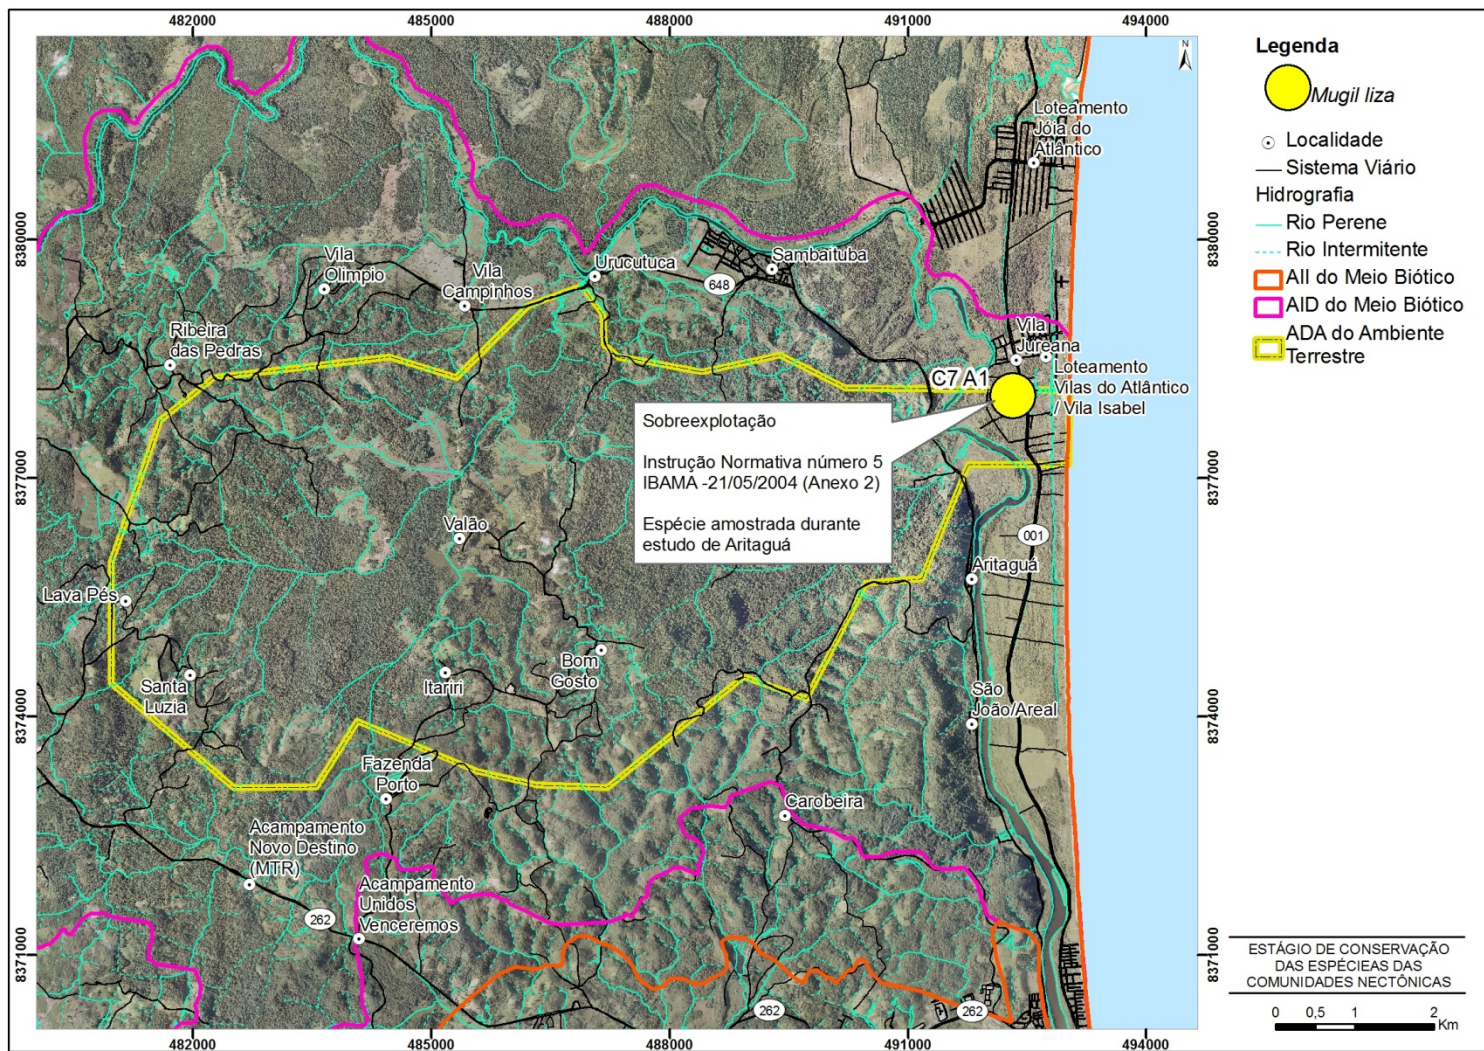 482000
485000
488000
491000
494000
N
Loteamento
Jóia do
Atlântico
8380000
8380000
Vila
Olimpio
Vila
Campinhos
Urucutuca
Sambaituba
648
Ribeira
das Pedras
Vila
Jureana
Loteamento
Vilas do Atlântico
/ Vila Isabel
C7 A1
Sobreexplotação
Instrução Normativa número 5
IBAMA -21/05/2004 (Anexo 2)
Espécie amostrada durante
estudo de Aritaguá
8377000
8377000
Valão
001
Aritaguá
Lava Pés
Santa
Luzia
Itariri
Bom
Gosto
São
João/Areal
8374000
8374000
Fazenda
Porto
Carobeira
Acampamento
Novo Destino
(MTR)
Acampamento
Unidos
Venceremos
262
8371000
8371000
262
262
482000
485000
488000
491000
494000
Legenda
Mugil liza
Localidade
Sistema Viário
Hidrografia
Rio Perene
Rio Intermitente
AII do Meio Biótico
AID do Meio Biótico
ADA do Ambiente
Terrestre
ESTÁGIO DE CONSERVAÇÃO
DAS ESPÉCIEAS DAS
COMUNIDADES NECTÔNICAS
0 0,5 1 2
Km